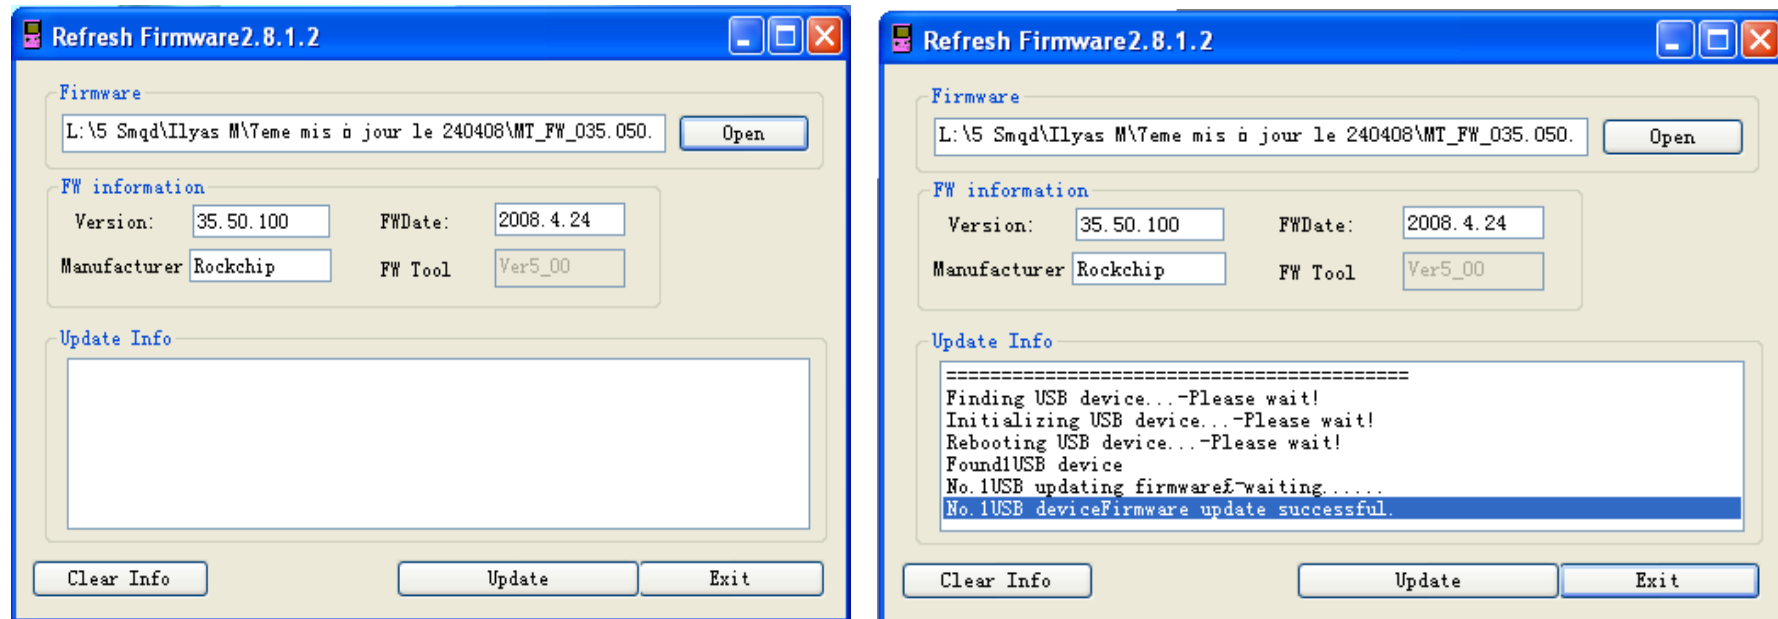 Refresh Firmware2.8.1.2
Firmware
L:\5 Smqd\Ilyas M\7eme mis à jour le 240408\MT_FW_035.050.
Open
FW information
Version: 35.50.100 FWDate: 2008.4.24
Manufacturer Rockchip FW Tool Ver5_00
Update Info
Clear Info Update Exit
Refresh Firmware2.8.1.2
Firmware
L:\5 Smqd\Ilyas M\7eme mis à jour le 240408\MT_FW_035.050.
Open
FW information
Version: 35.50.100 FWDate: 2008.4.24
Manufacturer Rockchip FW Tool Ver5_00
Update Info
==========================================
Finding USB device...-Please wait!
Initializing USB device...-Please wait!
Rebooting USB device...-Please wait!
Found1USB device
No.1USB updating firmware£¬waiting......
No.1USB deviceFirmware update successful.
Clear Info Update Exit